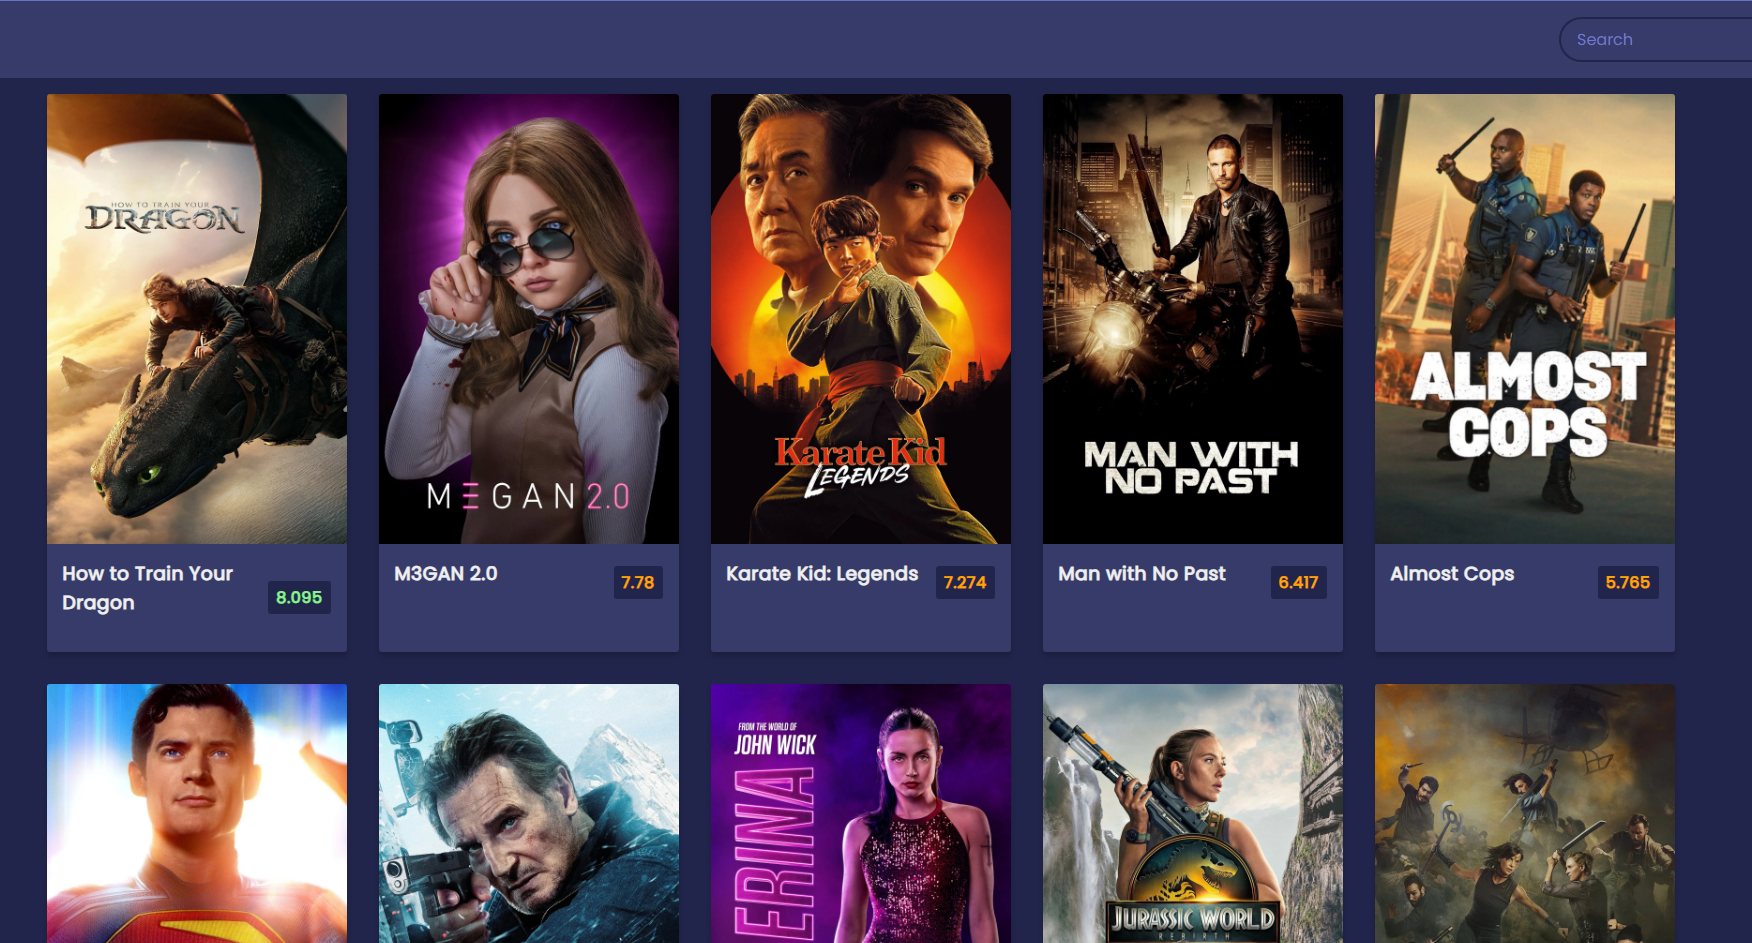 Search
HOW TO TRAIN YOUR
DRAGON
M3GAN 2.0
Karate Kid
LEGENDS
MAN WITH
NO PAST
ALMOST
COPS
How to Train Your
Dragon
8.095
M3GAN 2.0
7.78
Karate Kid: Legends
7.274
Man with No Past
6.417
Almost Cops
5.765
FROM THE WORLD OF
JOHN WICK
ERINA
JURASSIC WORLD
REBIRTH